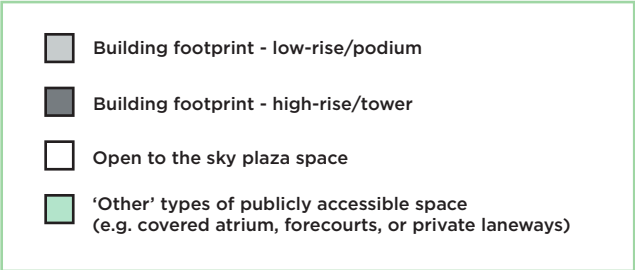 Building footprint - low-rise/podium
Building footprint - high-rise/tower
Open to the sky plaza space
‘Other’ types of publicly accessible space
(e.g. covered atrium, forecourts, or private laneways)